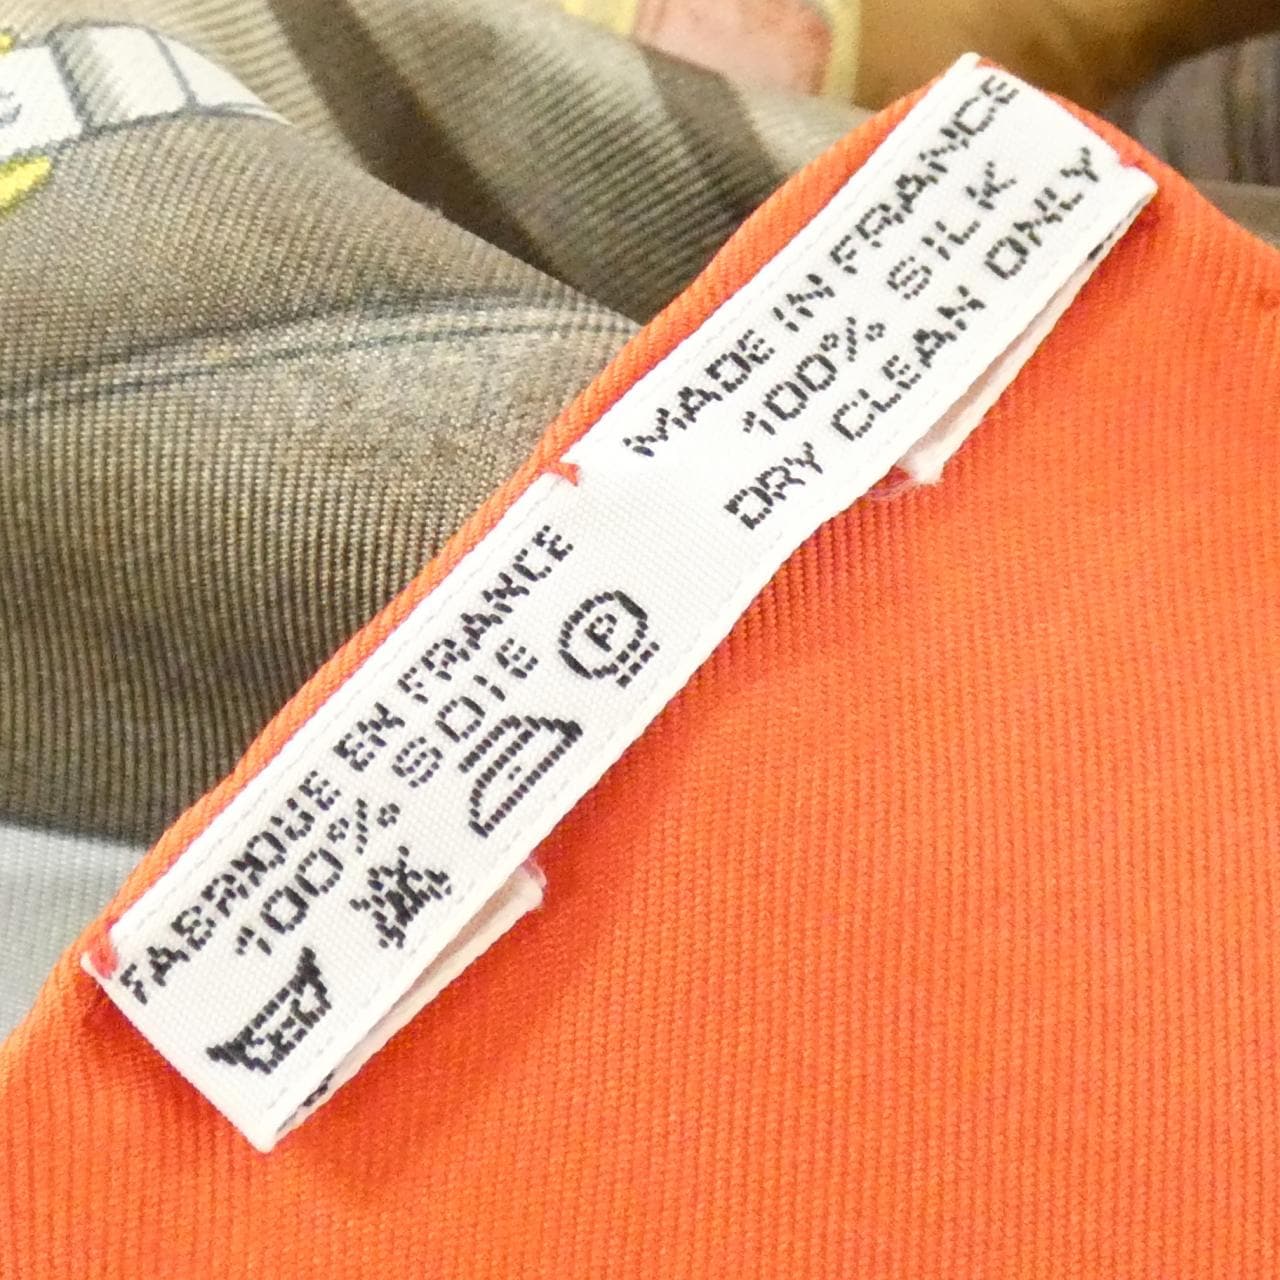 FABRIQUE EN FRANCE
100% SOIE
P
MADE IN FRANCE
100% SILK
DRY CLEAN ONLY